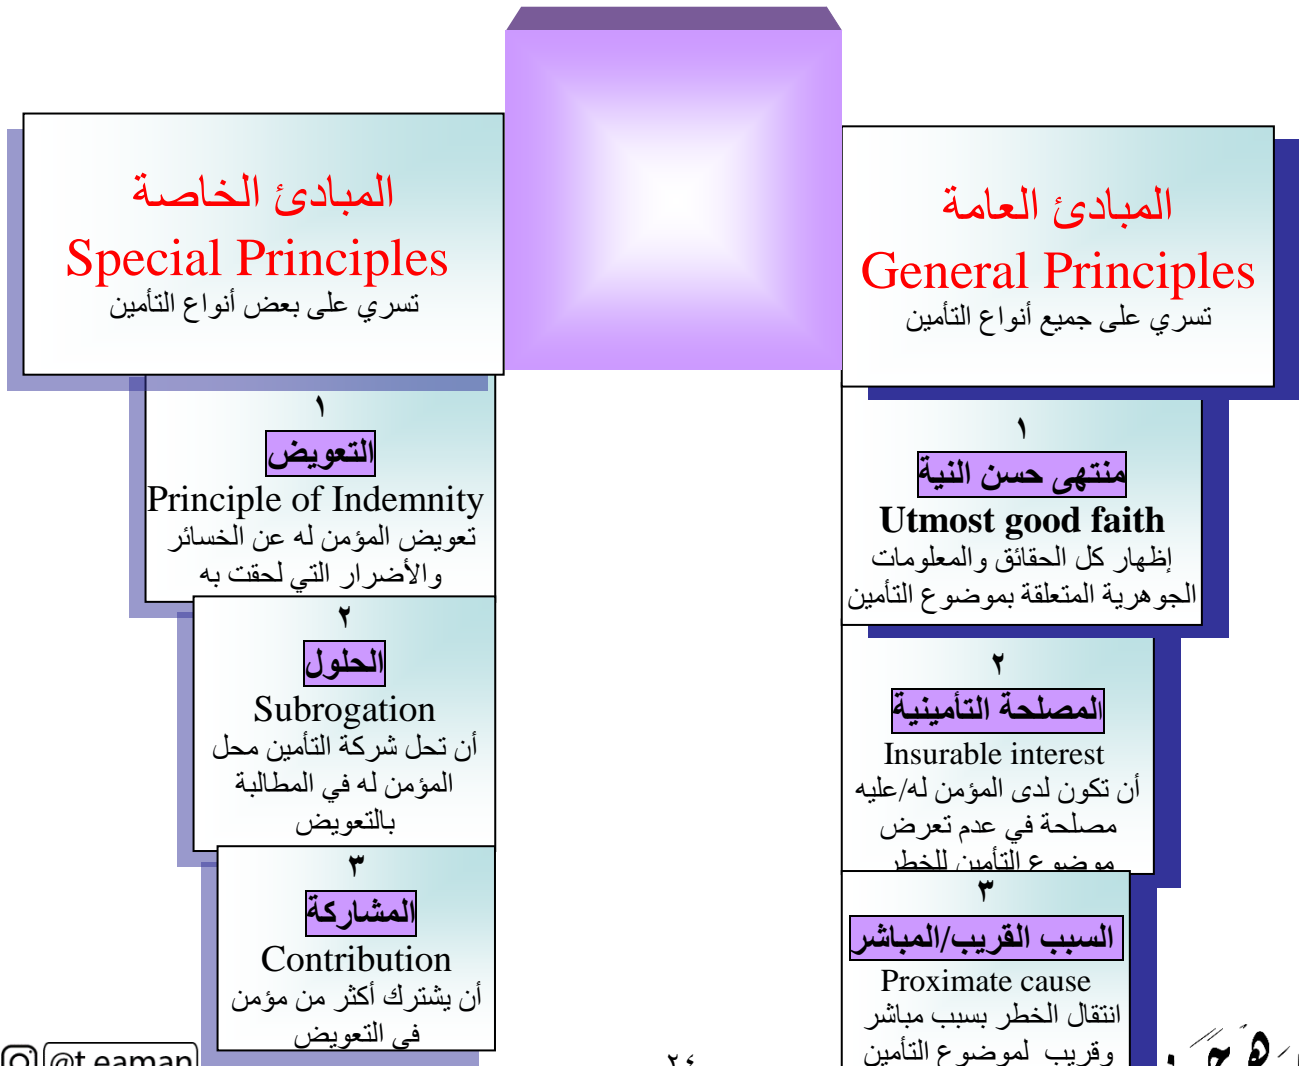 المبادئ العامة
General Principles
تسري على جميع أنواع التأمين
١
منتهى حسن النية
Utmost good faith
إظهار كل الحقائق والمعلومات
الجوهرية المتعلقة بموضوع التأمين
٢
المصلحة التأمينية
Insurable interest
أن تكون لدى المؤمن له/عليه
مصلحة في عدم تعرض
موضوع التأمين للخطر
٣
السبب القريب/المباشر
Proximate cause
انتقال الخطر بسبب مباشر
وقريب لموضوع التأمين
المبادئ الخاصة
Special Principles
تسري على بعض أنواع التأمين
١
التعويض
Principle of Indemnity
تعويض المؤمن له عن الخسائر
والأضرار التي لحقت به
٢
الحلول
Subrogation
أن تحل شركة التأمين محل
المؤمن له في المطالبة
بالتعويض
٣
المشاركة
Contribution
أن يشترك أكثر من مؤمن
في التعويض
@t.eaman
٢٤